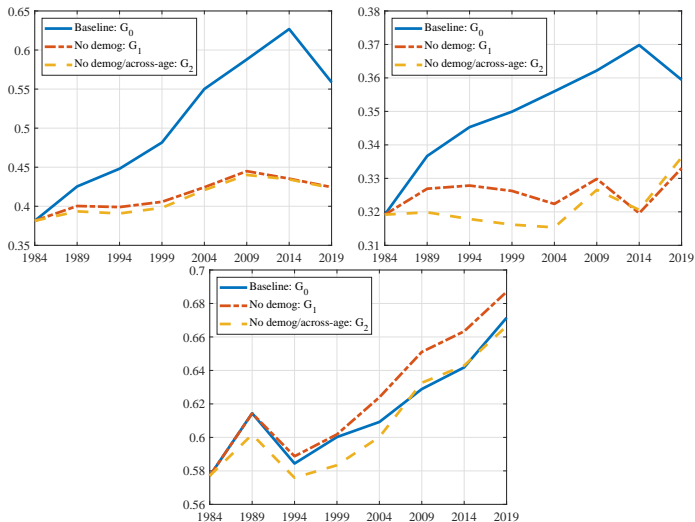 0.65
0.6
0.55
0.5
0.45
0.4
0.35
1984 1989 1994 1999 2004 2009 2014 2019
Baseline: G0
No demog: G1
No demog/across-age: G2
0.38
0.37
0.36
0.35
0.34
0.33
0.32
0.31
1984 1989 1994 1999 2004 2009 2014 2019
Baseline: G0
No demog: G1
No demog/across-age: G2
0.7
0.68
0.66
0.64
0.62
0.6
0.58
0.56
1984 1989 1994 1999 2004 2009 2014 2019
Baseline: G0
No demog: G1
No demog/across-age: G2